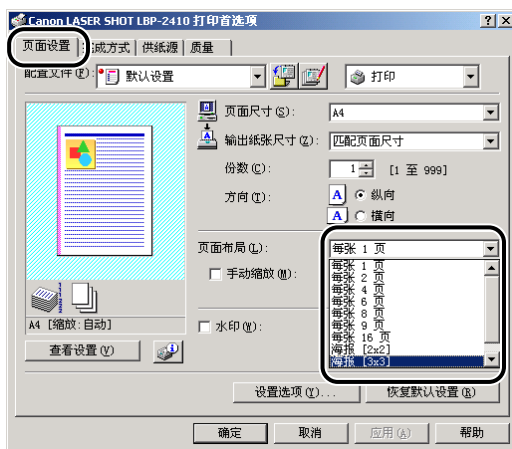 Canon LASER SHOT LBP-2410 打印首选项
页面设置 成方式 供纸源 质量
配置文件(F): 默认设置 打印
页面尺寸(S): A4
输出纸张尺寸(Z): 匹配页面尺寸
份数(C): 1 [1 至 999]
方向(T): A 纵向
A 横向
页面布局(L): 每张 1 页
手动缩放(M):
每张 1 页
每张 2 页
每张 4 页
每张 6 页
每张 8 页
每张 9 页
每张 16 页
海报 [2x2]
海报 [3x3]
A4 [缩放:自动]
水印(W):
查看设置(V)
设置选项(Y)... 恢复默认设置(R)
确定 取消 应用(A) 帮助